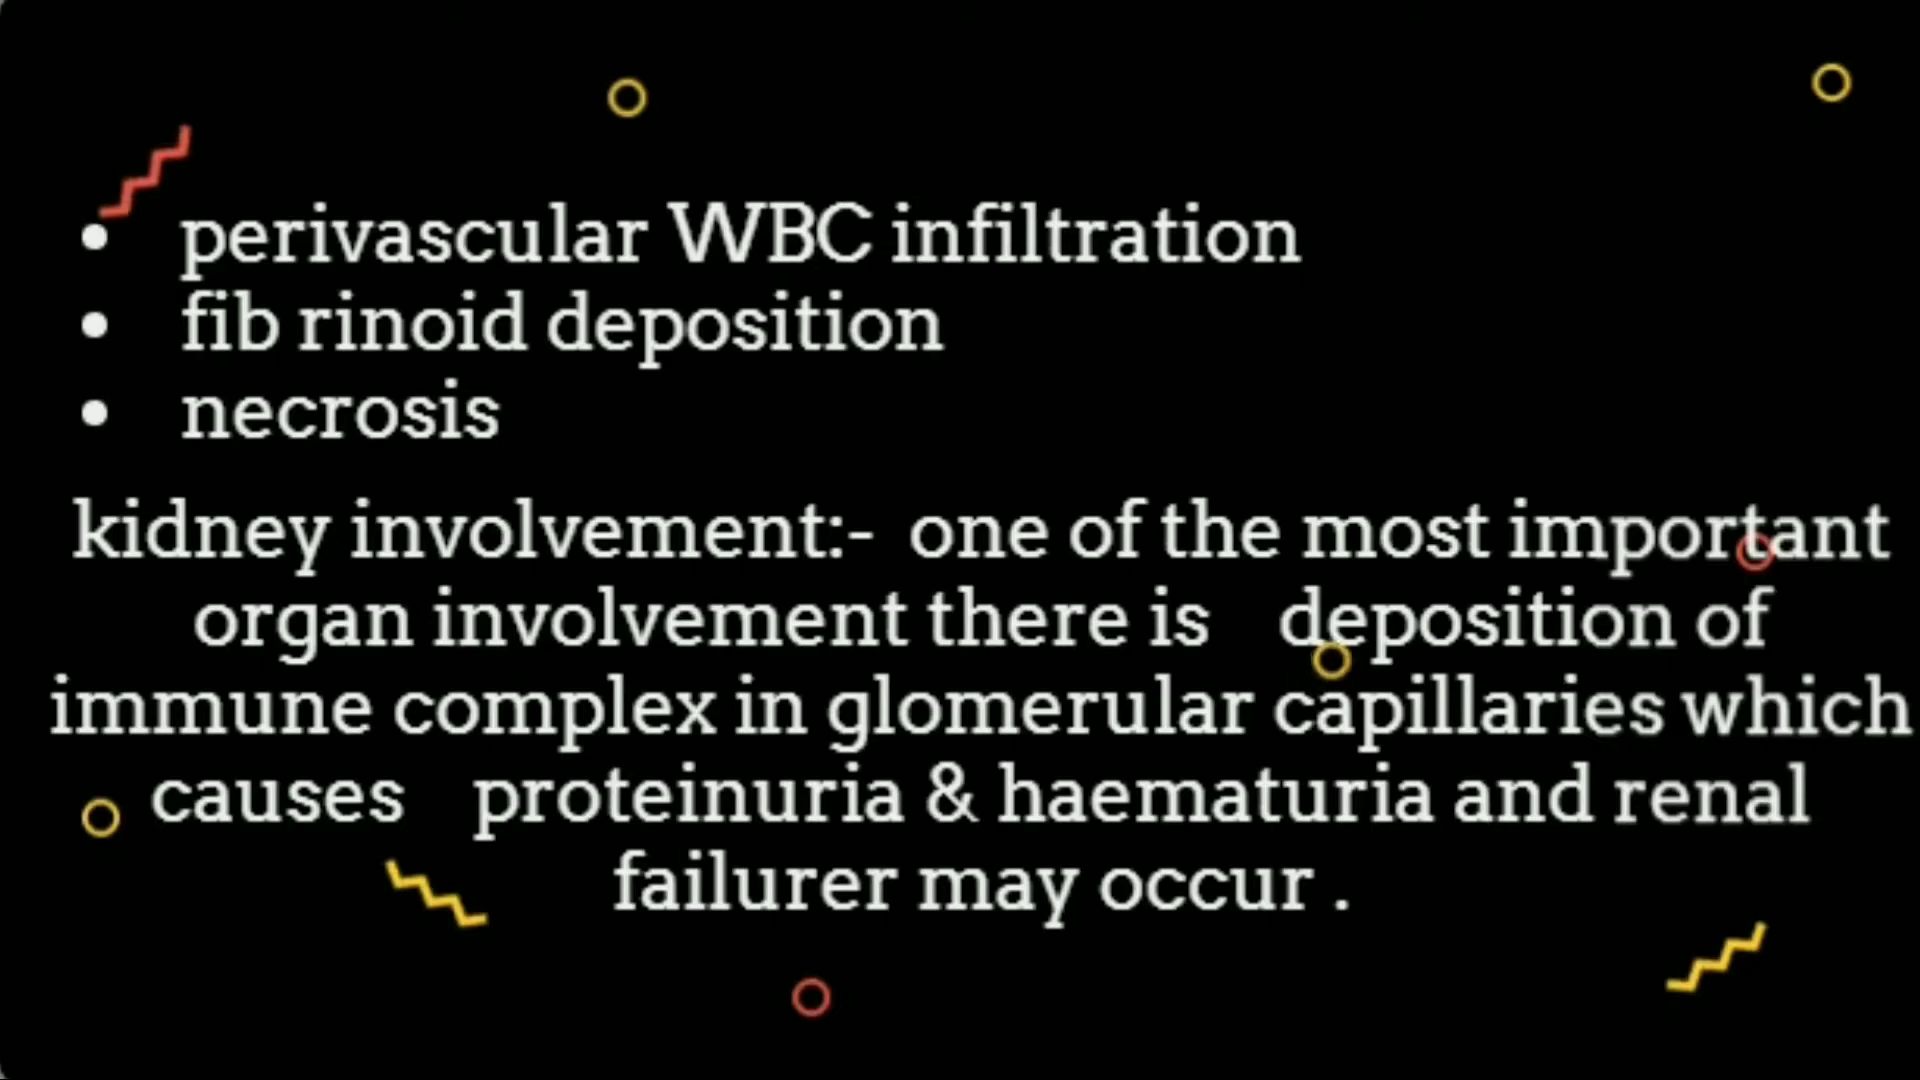 • perivascular WBC infiltration
• fib rinoid deposition
• necrosis
kidney involvement:- one of the most important
organ involvement there is deposition of
immune complex in glomerular capillaries which
causes proteinuria & haematuria and renal
failurer may occur .